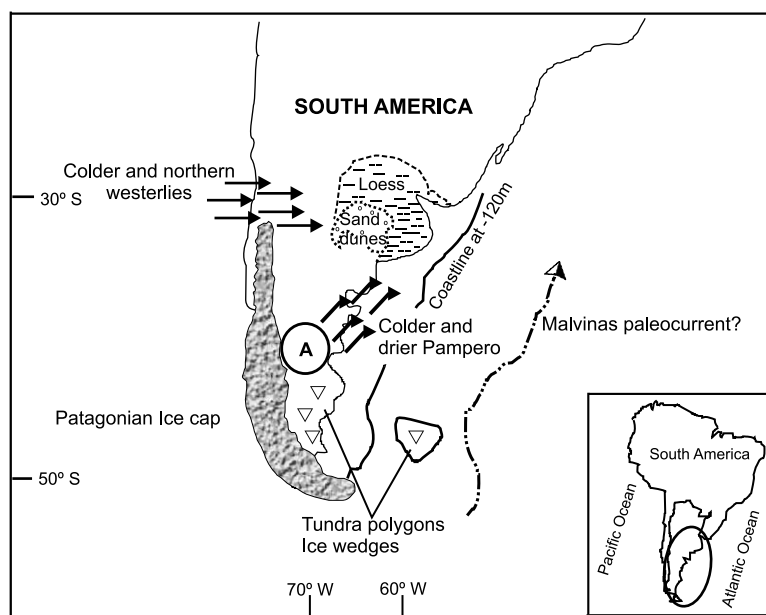 SOUTH AMERICA
Colder and northern
westerlies
30º S
Loess
Sand
dunes
Coastline at -120m
Colder and
drier Pampero
Malvinas paleocurrent?
A
Patagonian Ice cap
50º S
Tundra polygons
Ice wedges
70º W
60º W
South America
Pacific Ocean
Atlantic Ocean